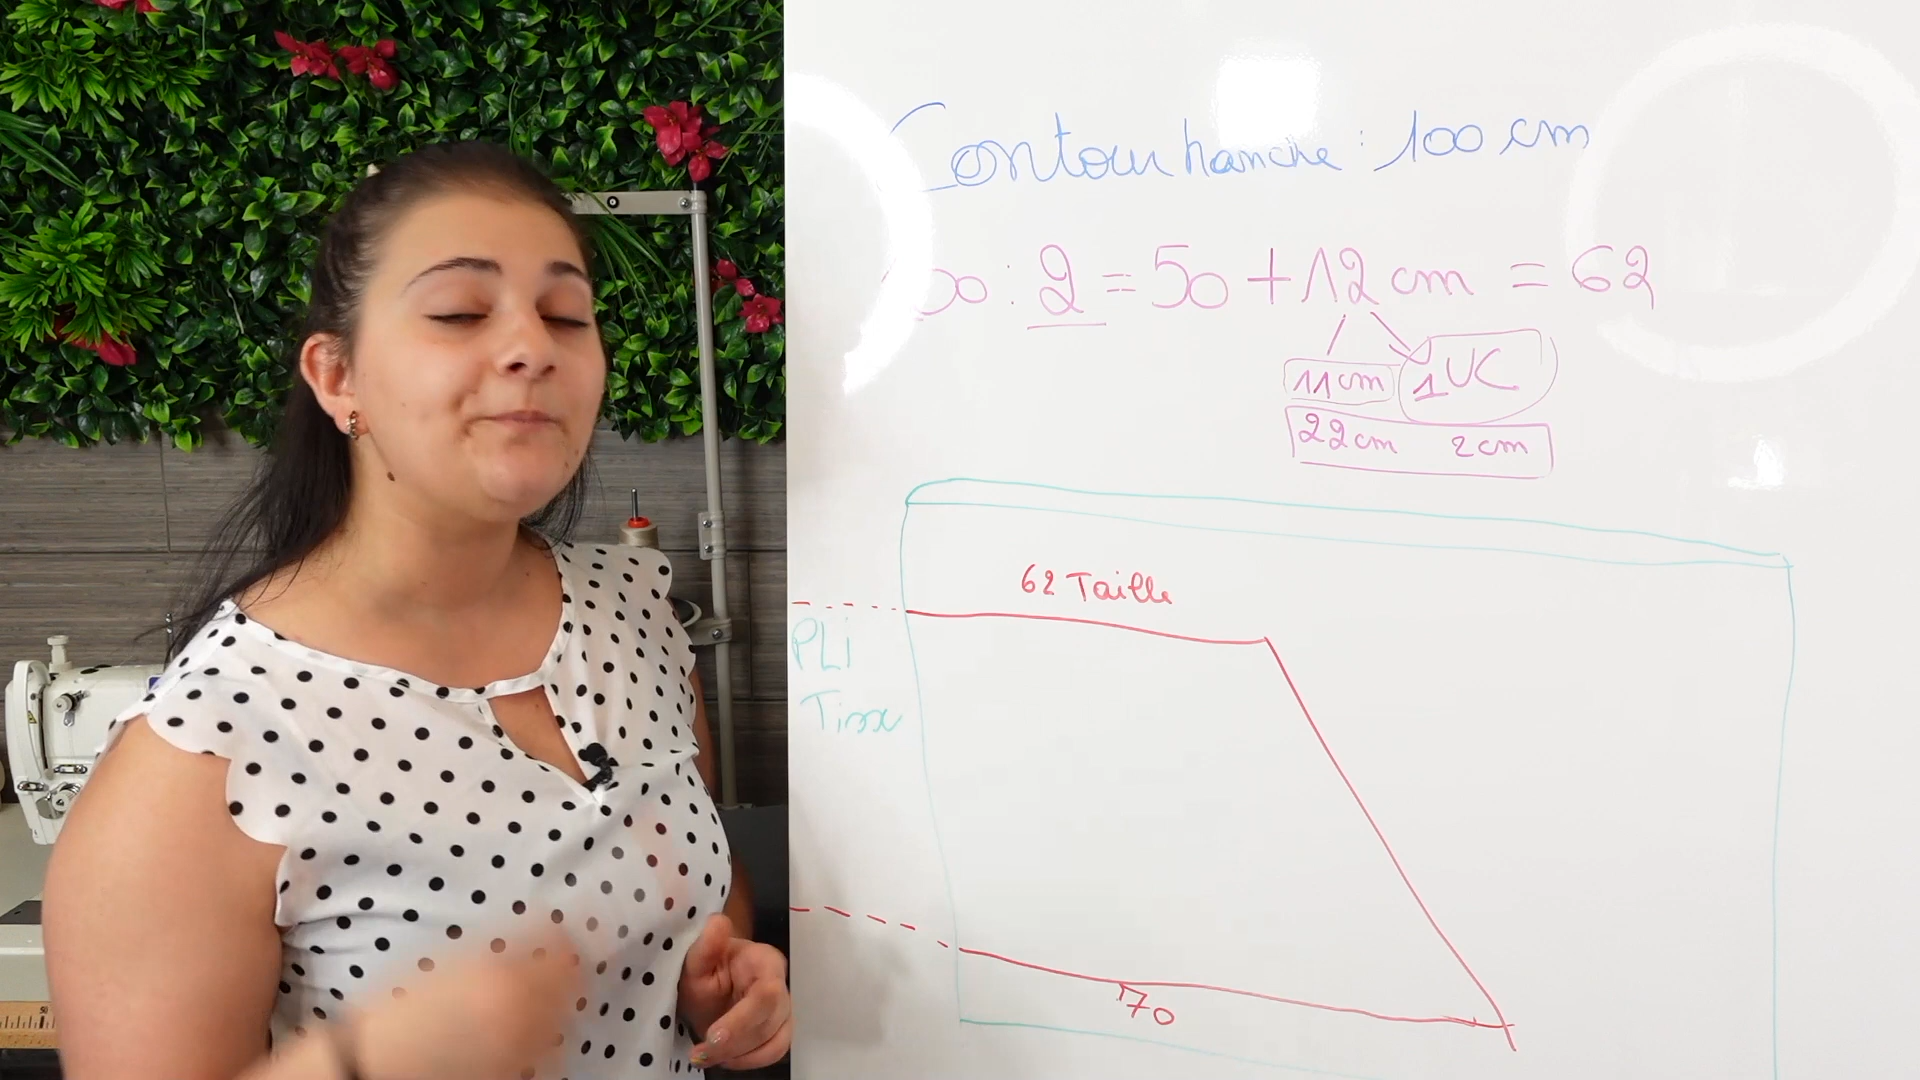 Contour hanche : 100 cm
00 : 2 = 50 + 12 cm = 62
11 cm 1 UC
22 cm 2 cm
62 Taille
PLi
Tissu
70